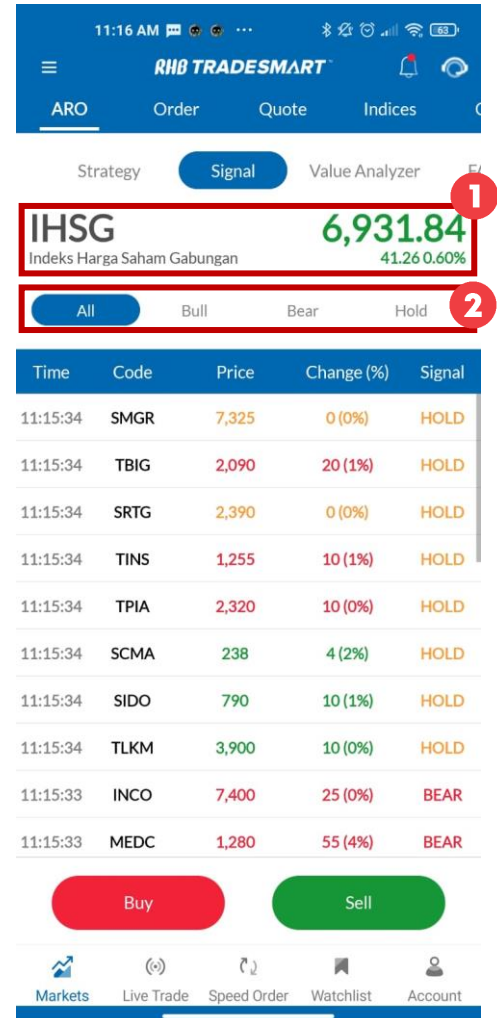 11:16 AM 63
RHB TRADESMART
ARO Order Quote Indices
Strategy Signal Value Analyzer
1
IHSG 6,931.84
Indeks Harga Saham Gabungan 41.26 0.60%
All Bull Bear Hold 2
Time Code Price Change (%) Signal
11:15:34 SMGR 7,325 0 (0%) HOLD
11:15:34 TBIG 2,090 20 (1%) HOLD
11:15:34 SRTG 2,390 0 (0%) HOLD
11:15:34 TINS 1,255 10 (1%) HOLD
11:15:34 TPIA 2,320 10 (0%) HOLD
11:15:34 SCMA 238 4 (2%) HOLD
11:15:34 SIDO 790 10 (1%) HOLD
11:15:34 TLKM 3,900 10 (0%) HOLD
11:15:33 INCO 7,400 25 (0%) BEAR
11:15:33 MEDC 1,280 55 (4%) BEAR
Buy Sell
Markets Live Trade Speed Order Watchlist Account